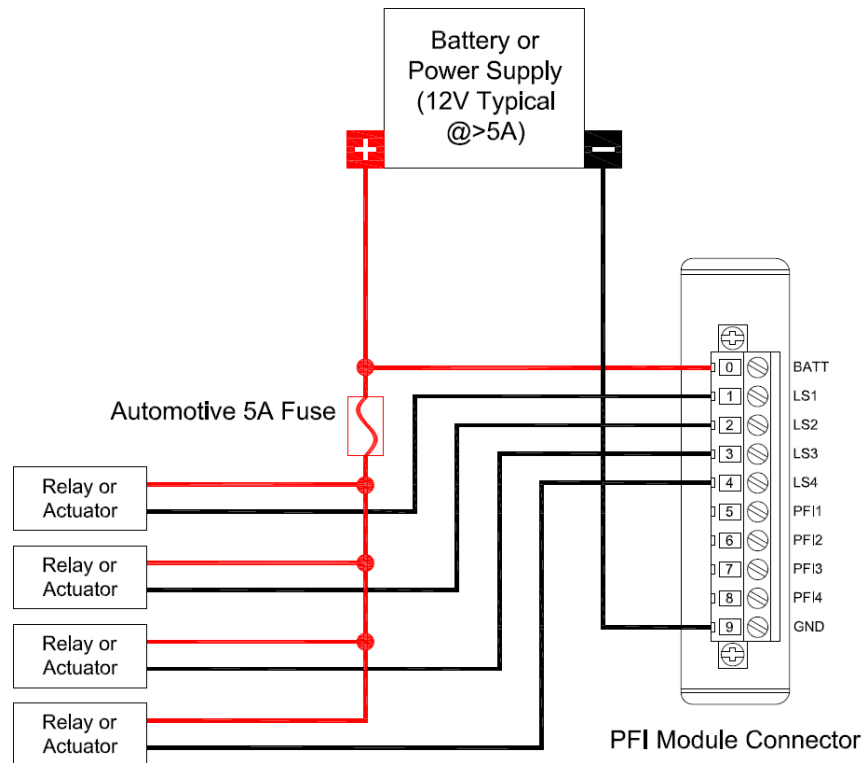 Battery or
Power Supply
(12V Typical
@>5A)
+
−
Automotive 5A Fuse
0 BATT
1 LS1
2 LS2
3 LS3
4 LS4
5 PFI1
6 PFI2
7 PFI3
8 PFI4
9 GND
Relay or
Actuator
Relay or
Actuator
Relay or
Actuator
Relay or
Actuator
PFI Module Connector